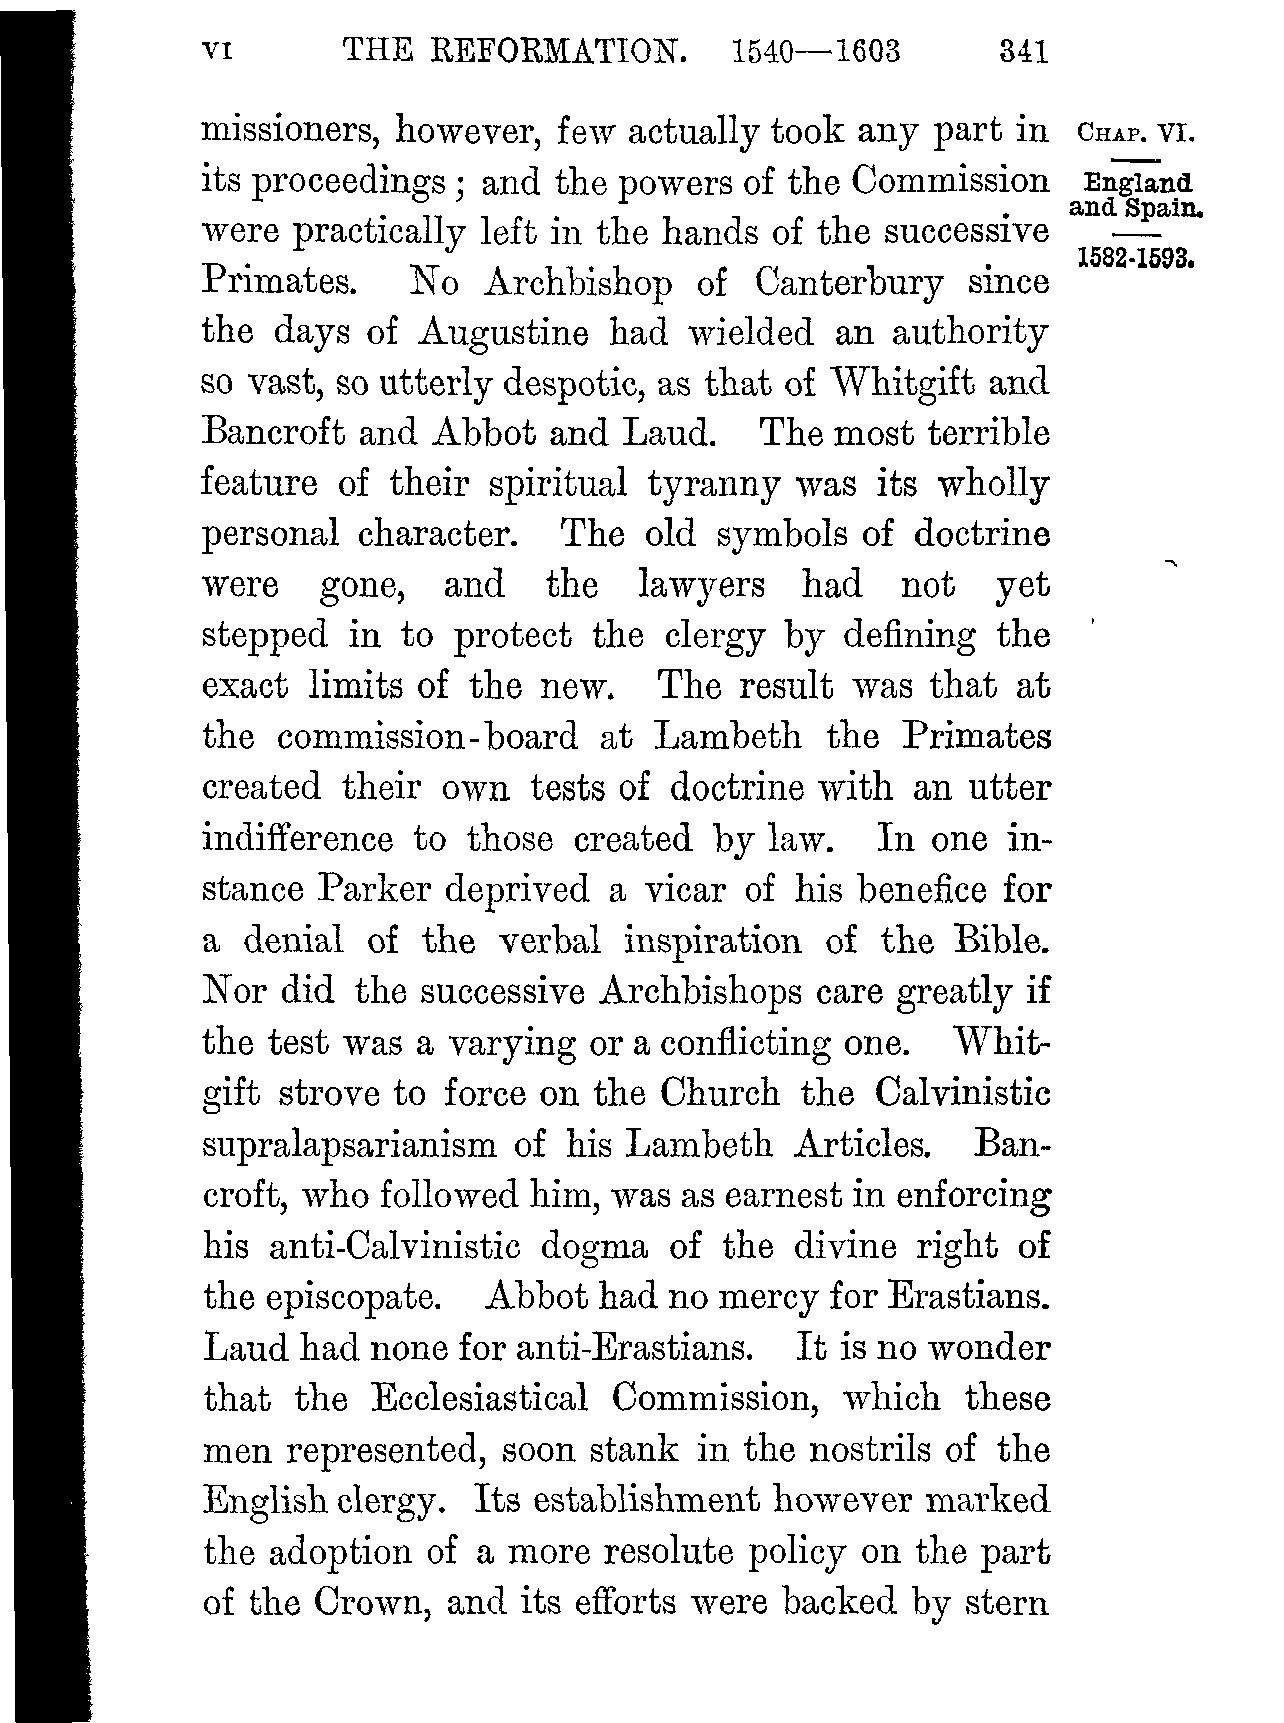 VI THE REFORMATION. 1540—1603 341
missioners, however, few actually took any part in
its proceedings; and the powers of the Commission
were practically left in the hands of the successive
Primates. No Archbishop of Canterbury since
the days of Augustine had wielded an authority
so vast, so utterly despotic, as that of Whitgift and
Bancroft and Abbot and Laud. The most terrible
feature of their spiritual tyranny was its wholly
personal character. The old symbols of doctrine
were gone, and the lawyers had not yet
stepped in to protect the clergy by defining the
exact limits of the new. The result was that at
the commission-board at Lambeth the Primates
created their own tests of doctrine with an utter
indifference to those created by law. In one in-
stance Parker deprived a vicar of his benefice for
a denial of the verbal inspiration of the Bible.
Nor did the successive Archbishops care greatly if
the test was a varying or a conflicting one. Whit-
gift strove to force on the Church the Calvinistic
supralapsarianism of his Lambeth Articles. Ban-
croft, who followed him, was as earnest in enforcing
his anti-Calvinistic dogma of the divine right of
the episcopate. Abbot had no mercy for Erastians.
Laud had none for anti-Erastians. It is no wonder
that the Ecclesiastical Commission, which these
men represented, soon stank in the nostrils of the
English clergy. Its establishment however marked
the adoption of a more resolute policy on the part
of the Crown, and its efforts were backed by stern
CHAP. VI.
England
and Spain.
1582-1593.